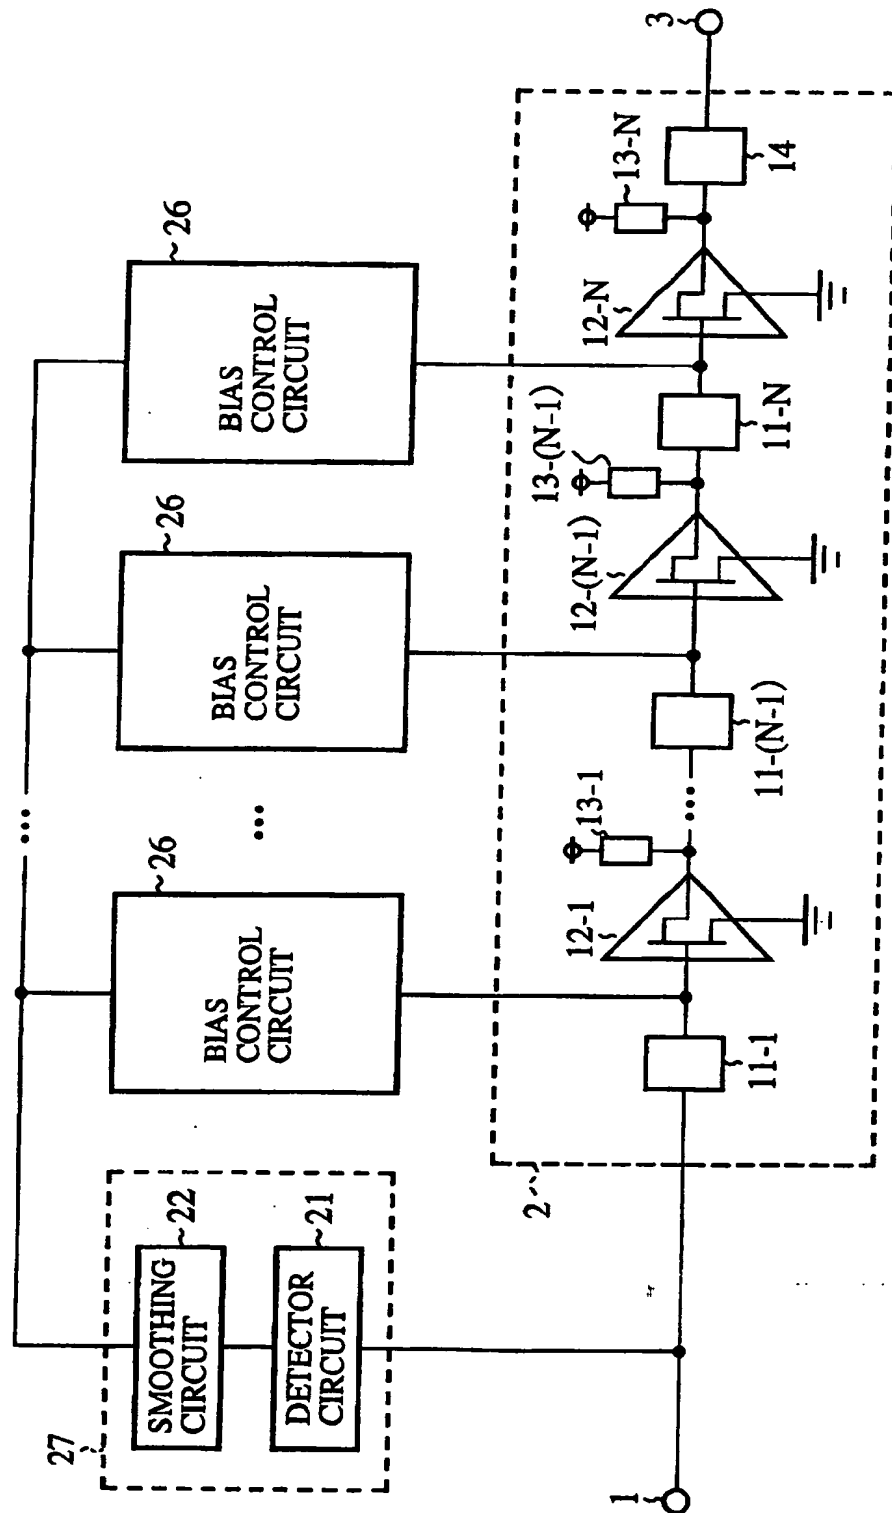 27
SMOOTHING
CIRCUIT
22
DETECTOR
CIRCUIT
21
BIAS
CONTROL
CIRCUIT
26
...
BIAS
CONTROL
CIRCUIT
26
BIAS
CONTROL
CIRCUIT
26
...
1
2
11-1
12-1
13-1
...
11-(N-1)
12-(N-1)
13-(N-1)
11-N
12-N
13-N
14
3